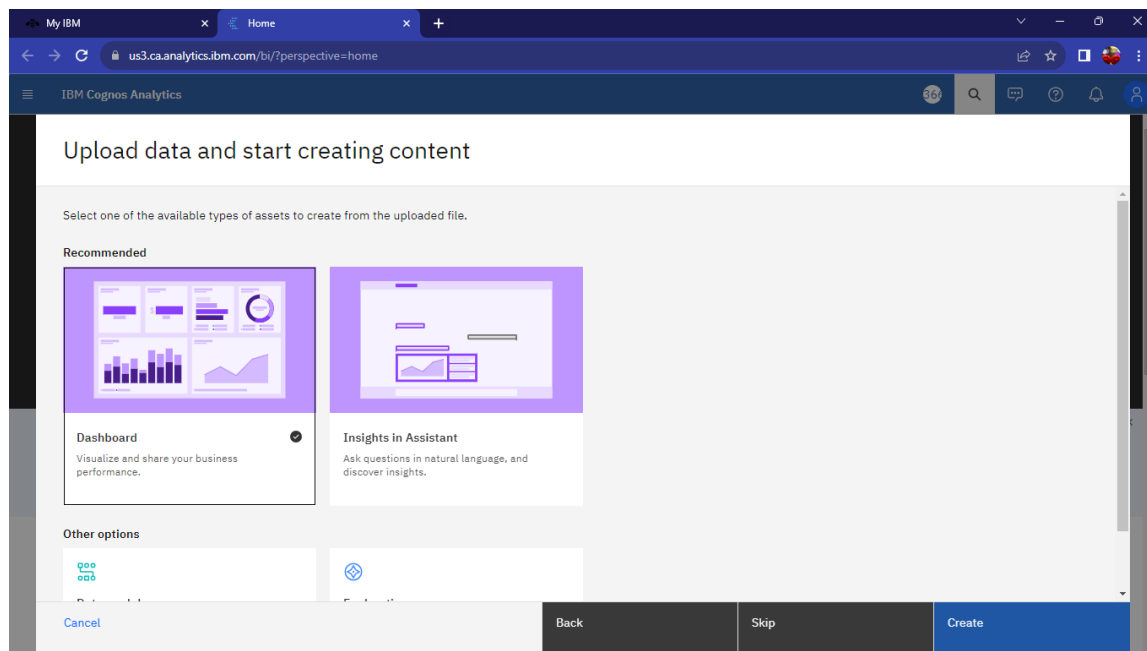 My IBM
Home
us3.ca.analytics.ibm.com/bi/?perspective=home
IBM Cognos Analytics
Upload data and start creating content
Select one of the available types of assets to create from the uploaded file.
Recommended
Dashboard
Visualize and share your business
performance.
Insights in Assistant
Ask questions in natural language, and
discover insights.
Other options
Cancel
Back
Skip
Create